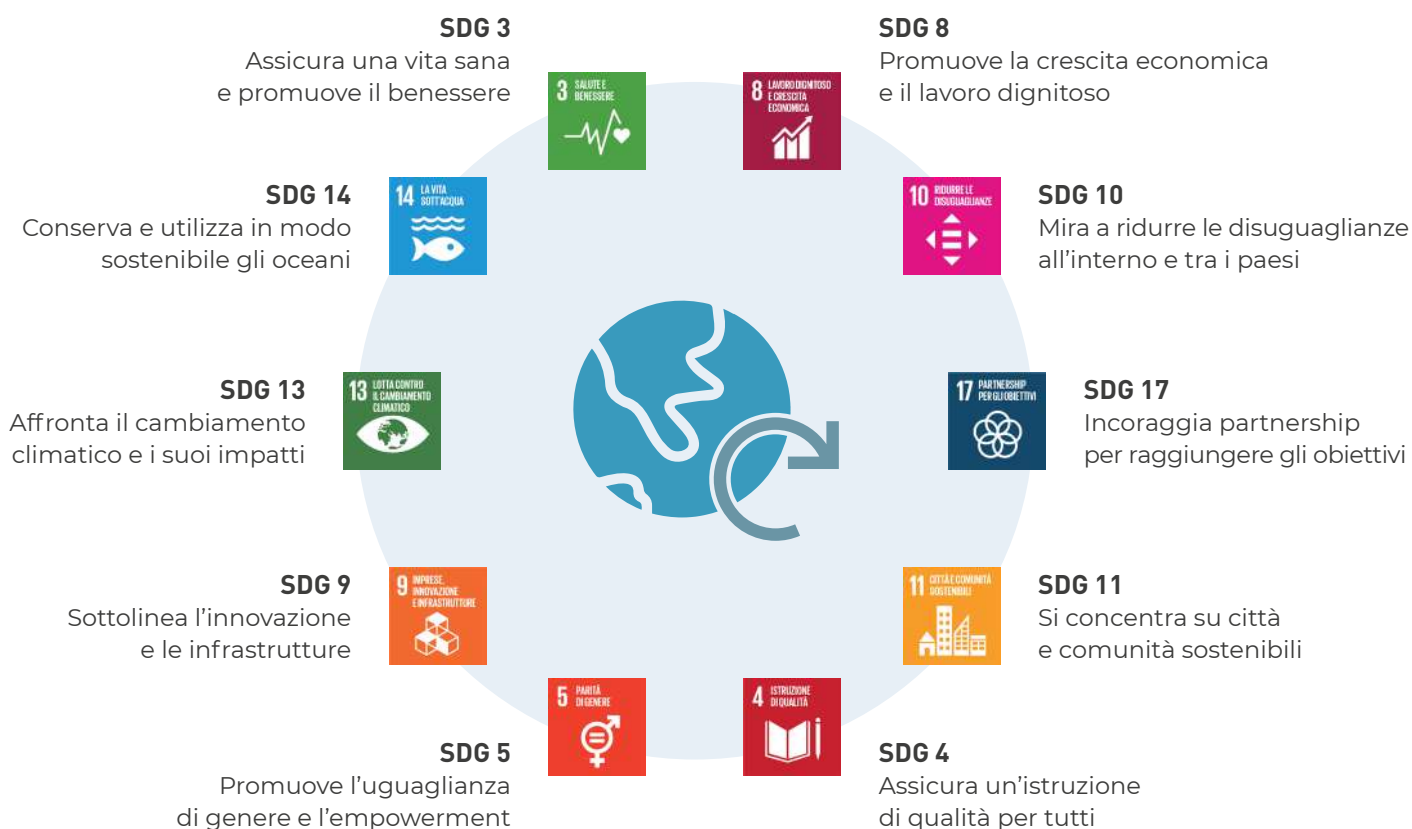 SDG 3
Assicura una vita sana
e promuove il benessere
3 SALUTE E
BENESSERE
SDG 8
Promuove la crescita economica
e il lavoro dignitoso
8 LAVORO DIGNITOSO
E CRESCITA
ECONOMICA
SDG 14
Conserva e utilizza in modo
sostenibile gli oceani
14 LA VITA
SOTT'ACQUA
SDG 10
Mira a ridurre le disuguaglianze
all’interno e tra i paesi
10 RIDURRE LE
DISUGUAGLIANZE
SDG 13
Affronta il cambiamento
climatico e i suoi impatti
13 LOTTA CONTRO
IL CAMBIAMENTO
CLIMATICO
SDG 17
Incoraggia partnership
per raggiungere gli obiettivi
17 PARTNERSHIP
PER GLI OBIETTIVI
SDG 9
Sottolinea l’innovazione
e le infrastrutture
9 IMPRESE,
INNOVAZIONE
E INFRASTRUTTURE
SDG 11
Si concentra su città
e comunità sostenibili
11 CITTÀ E COMUNITÀ
SOSTENIBILI
SDG 5
Promuove l’uguaglianza
di genere e l’empowerment
5 PARITÀ
DI GENERE
SDG 4
Assicura un’istruzione
di qualità per tutti
4 ISTRUZIONE
DI QUALITÀ